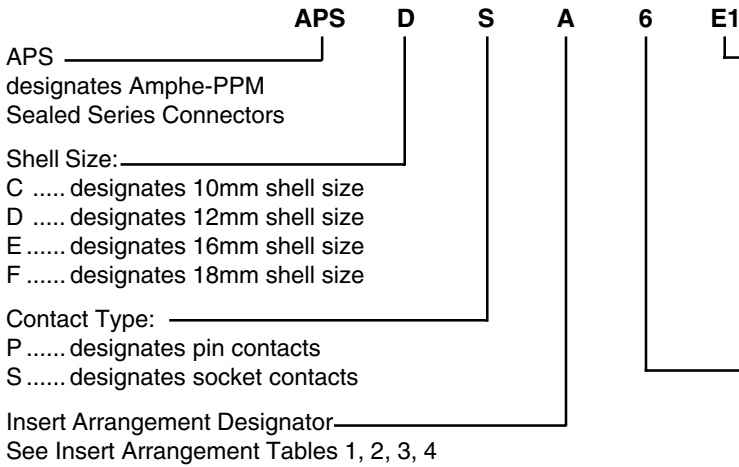 APS D S A 6 E1
APS
designates Amphe-PPM
Sealed Series Connectors
Shell Size:
C ..... designates 10mm shell size
D ..... designates 12mm shell size
E ...... designates 16mm shell size
F ...... designates 18mm shell size
Contact Type:
P ...... designates pin contacts
S ...... designates socket contacts
Insert Arrangement Designator
See Insert Arrangement Tables 1, 2, 3, 4